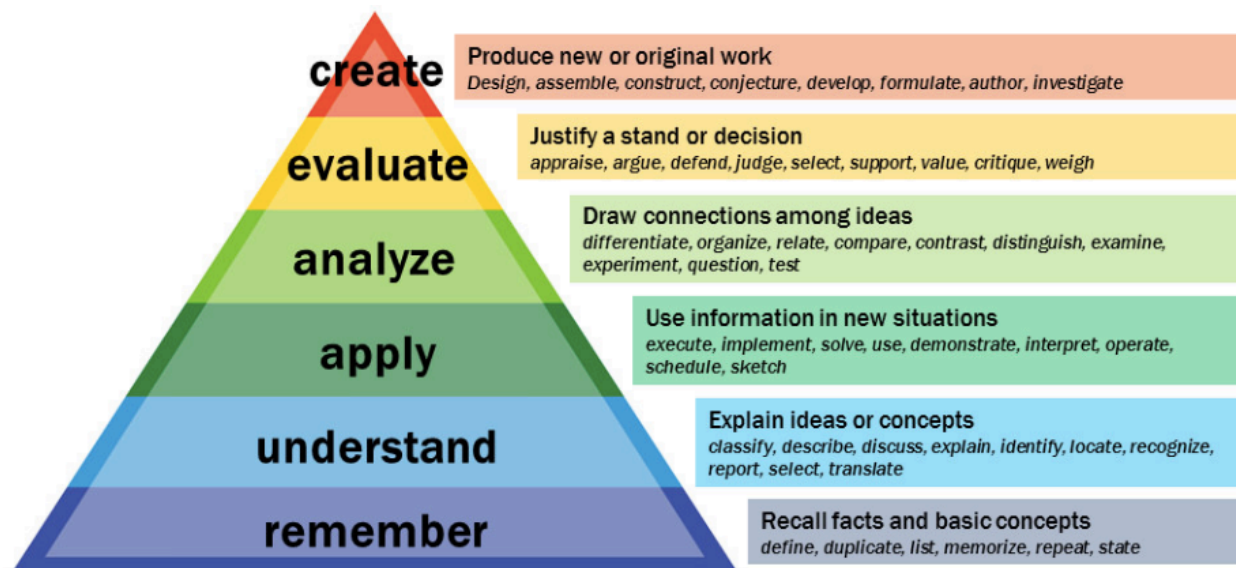 create
Produce new or original work
Design, assemble, construct, conjecture, develop, formulate, author, investigate
evaluate
Justify a stand or decision
appraise, argue, defend, judge, select, support, value, critique, weigh
analyze
Draw connections among ideas
differentiate, organize, relate, compare, contrast, distinguish, examine,
experiment, question, test
apply
Use information in new situations
execute, implement, solve, use, demonstrate, interpret, operate,
schedule, sketch
understand
Explain ideas or concepts
classify, describe, discuss, explain, identify, locate, recognize,
report, select, translate
remember
Recall facts and basic concepts
define, duplicate, list, memorize, repeat, state